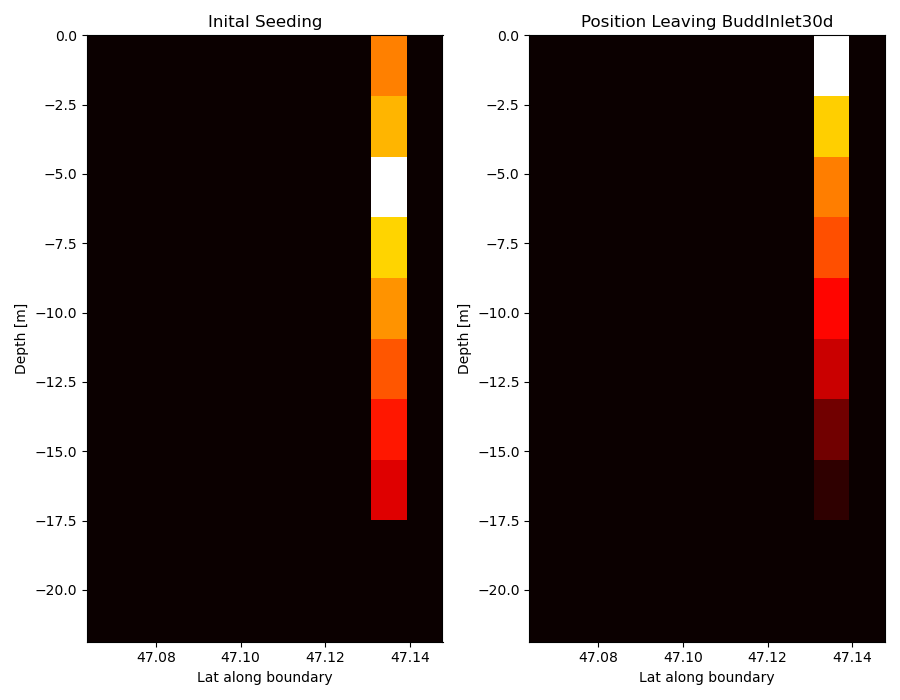 Inital Seeding
Position Leaving BuddInlet30d
0.0
−2.5
−5.0
−7.5
−10.0
−12.5
−15.0
−17.5
−20.0
Depth [m]
47.08 47.10 47.12 47.14
Lat along boundary
0.0
−2.5
−5.0
−7.5
−10.0
−12.5
−15.0
−17.5
−20.0
Depth [m]
47.08 47.10 47.12 47.14
Lat along boundary